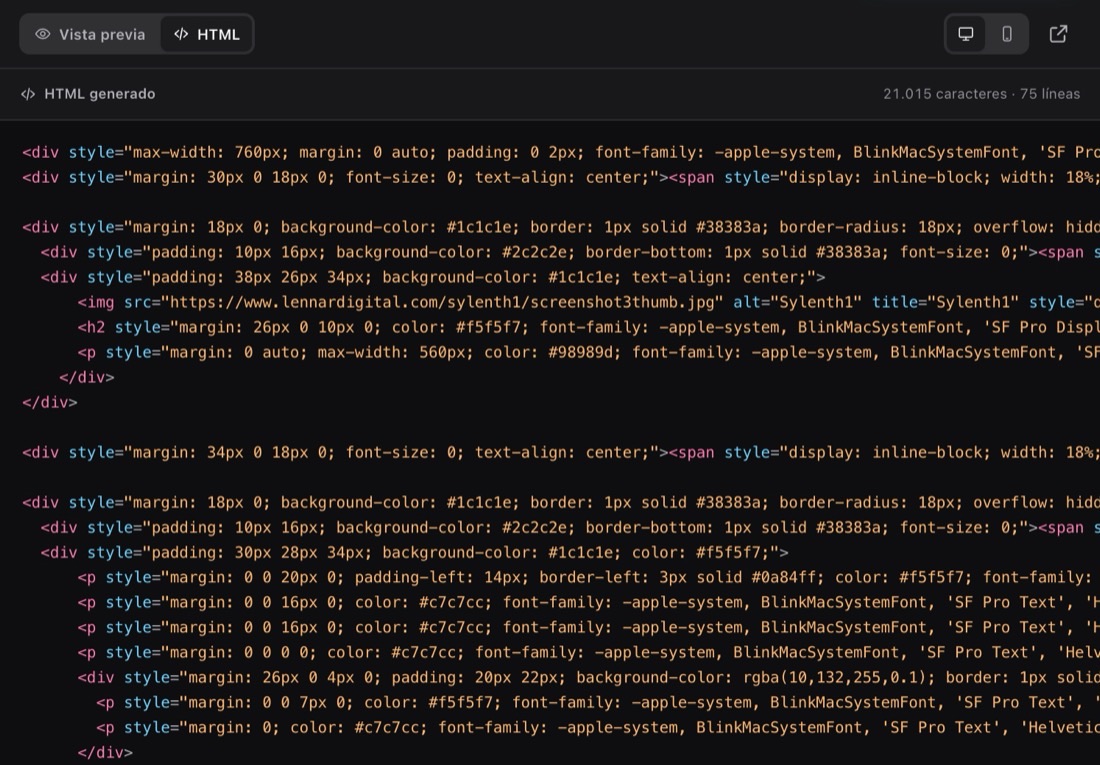 Vista previa
</> HTML
</> HTML generado
21.015 caracteres · 75 líneas
<div style="max-width: 760px; margin: 0 auto; padding: 0 2px; font-family: -apple-system, BlinkMacSystemFont, 'SF Pro
<div style="margin: 30px 0 18px 0; font-size: 0; text-align: center;"><span style="display: inline-block; width: 18%;
<div style="margin: 18px 0; background-color: #1c1c1e; border: 1px solid #38383a; border-radius: 18px; overflow: hidd
<div style="padding: 10px 16px; background-color: #2c2c2e; border-bottom: 1px solid #38383a; font-size: 0;"><span s
<div style="padding: 38px 26px 34px; background-color: #1c1c1e; text-align: center;">
<img src="https://www.lennardigital.com/sylenth1/screenshot3thumb.jpg" alt="Sylenth1" title="Sylenth1" style="d
<h2 style="margin: 26px 0 10px 0; color: #f5f5f7; font-family: -apple-system, BlinkMacSystemFont, 'SF Pro Displ
<p style="margin: 0 auto; max-width: 560px; color: #98989d; font-family: -apple-system, BlinkMacSystemFont, 'SF
</div>
</div>
<div style="margin: 34px 0 18px 0; font-size: 0; text-align: center;"><span style="display: inline-block; width: 18%;
<div style="margin: 18px 0; background-color: #1c1c1e; border: 1px solid #38383a; border-radius: 18px; overflow: hidd
<div style="padding: 10px 16px; background-color: #2c2c2e; border-bottom: 1px solid #38383a; font-size: 0;"><span s
<div style="padding: 30px 28px 34px; background-color: #1c1c1e; color: #f5f5f7;">
<p style="margin: 0 0 20px 0; padding-left: 14px; border-left: 3px solid #0a84ff; color: #f5f5f7; font-family:
<p style="margin: 0 0 16px 0; color: #c7c7cc; font-family: -apple-system, BlinkMacSystemFont, 'SF Pro Text', 'H
<p style="margin: 0 0 16px 0; color: #c7c7cc; font-family: -apple-system, BlinkMacSystemFont, 'SF Pro Text', 'H
<p style="margin: 0 0 0 0; color: #c7c7cc; font-family: -apple-system, BlinkMacSystemFont, 'SF Pro Text', 'Helv
<div style="margin: 26px 0 4px 0; padding: 20px 22px; background-color: rgba(10,132,255,0.1); border: 1px solid
<p style="margin: 0 0 7px 0; color: #f5f5f7; font-family: -apple-system, BlinkMacSystemFont, 'SF Pro Text', '
<p style="margin: 0; color: #c7c7cc; font-family: -apple-system, BlinkMacSystemFont, 'SF Pro Text', 'Helvetic
</div>